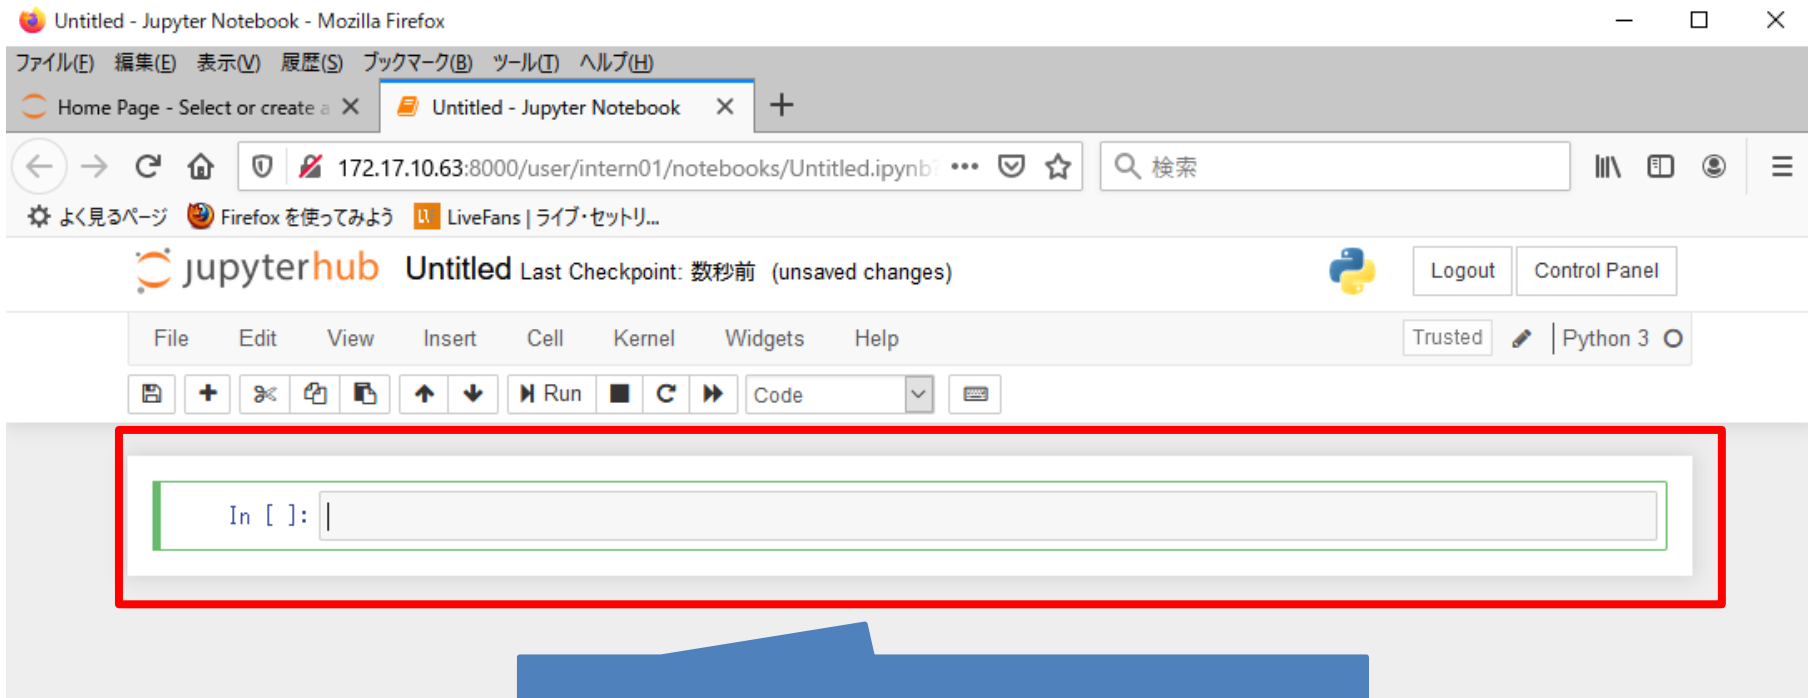 Untitled - Jupyter Notebook - Mozilla Firefox
ファイル(F) 編集(E) 表示(V) 履歴(S) ブックマーク(B) ツール(T) ヘルプ(H)
Home Page - Select or create a
Untitled - Jupyter Notebook
172.17.10.63:8000/user/intern01/notebooks/Untitled.ipynb?
検索
よく見るページ Firefox を使ってみよう LiveFans | ライブ・セットリ...
jupyterhub Untitled Last Checkpoint: 数秒前 (unsaved changes)
Logout Control Panel
File Edit View Insert Cell Kernel Widgets Help
Trusted Python 3
Run Code
In [ ]: